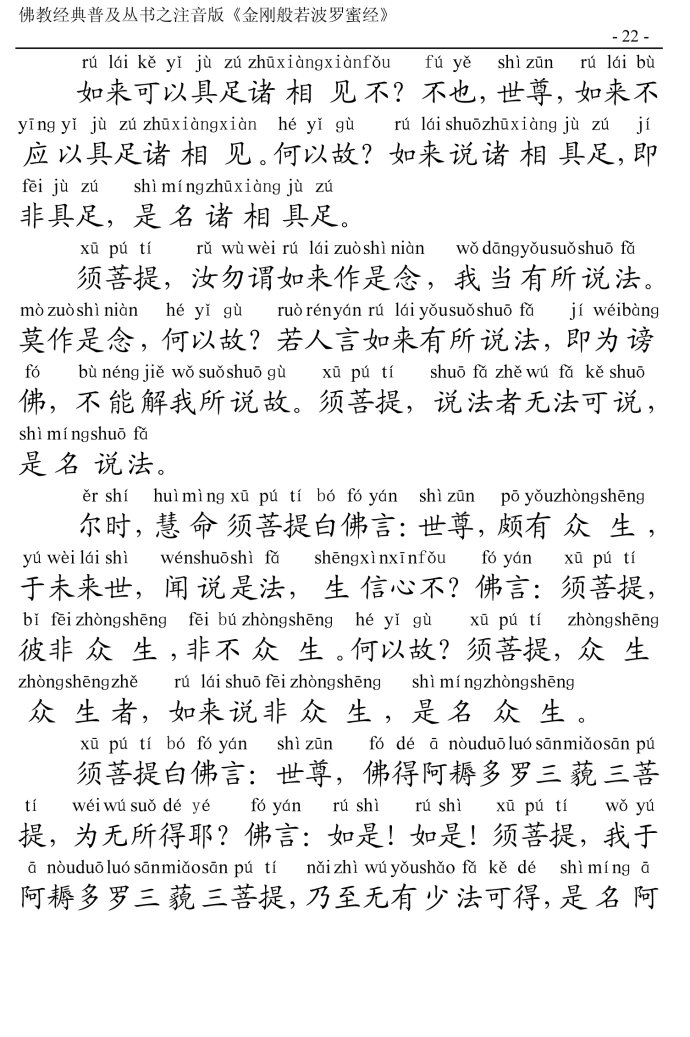 佛教经典普及丛书之注音版《金刚般若波罗蜜经》
- 22 -
rú lái kě yǐ jù zú zhūxiàngxiànfǒu fú yě shì zūn rú lái bù
如来可以具足诸相见不？不也，世尊，如来不
yīng yǐ jù zú zhūxiàngxiàn hé yǐ gù rú lái shuōzhūxiàng jù zú jí
应以具足诸相见。何以故？如来说诸相具足，即
fēi jù zú shì míngzhūxiàng jù zú
非具足，是名诸相具足。
xū pú tí rǔ wù wèi rú lái zuò shì niàn wǒ dāngyǒusuǒshuō fǎ
须菩提，汝勿谓如来作是念，我当有所说法。
mò zuò shì niàn hé yǐ gù ruò rényán rú lái yǒusuǒshuō fǎ jí wéibàng
莫作是念，何以故？若人言如来有所说法，即为谤
fó bù néng jiě wǒ suǒshuō gù xū pú tí shuō fǎ zhě wú fǎ kě shuō
佛，不能解我所说故。须菩提，说法者无法可说，
shì míngshuō fǎ
是名说法。
ěr shí huì mìng xū pú tí bó fó yán shì zūn pō yǒuzhòngshēng
尔时，慧命须菩提白佛言：世尊，颇有众生，
yú wèi lái shì wénshuōshì fǎ shēngxìnxīnfǒu fó yán xū pú tí
于未来世，闻说是法，生信心不？佛言：须菩提，
bǐ fēi zhòngshēng fēi bú zhòngshēng hé yǐ gù xū pú tí zhòngshēng
彼非众生，非不众生。何以故？须菩提，众生
zhòngshēngzhě rú lái shuō fēi zhòngshēng shì míngzhòngshēng
众生者，如来说非众生，是名众生。
xū pú tí bó fó yán shì zūn fó dé ā nòuduōluó sānmiǎosān pú
须菩提白佛言：世尊，佛得阿耨多罗三藐三菩
tí wéi wú suǒ dé yé fó yán rú shì rú shì xū pú tí wǒ yú
提，为无所得耶？佛言：如是！如是！须菩提，我于
ā nòuduōluó sānmiǎosān pú tí nǎi zhì wúyǒushǎo fǎ kě dé shì míng ā
阿耨多罗三藐三菩提，乃至无有少法可得，是名阿